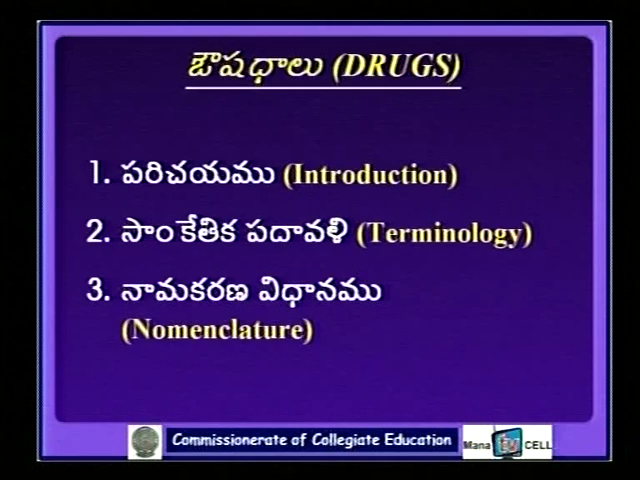 ఔషధాలు (DRUGS)
1. పరిచయము (Introduction)
2. సాంకేతిక పదావళి (Terminology)
3. నామకరణ విధానము
(Nomenclature)
Commissionerate of Collegiate Education
Mana TV CELL